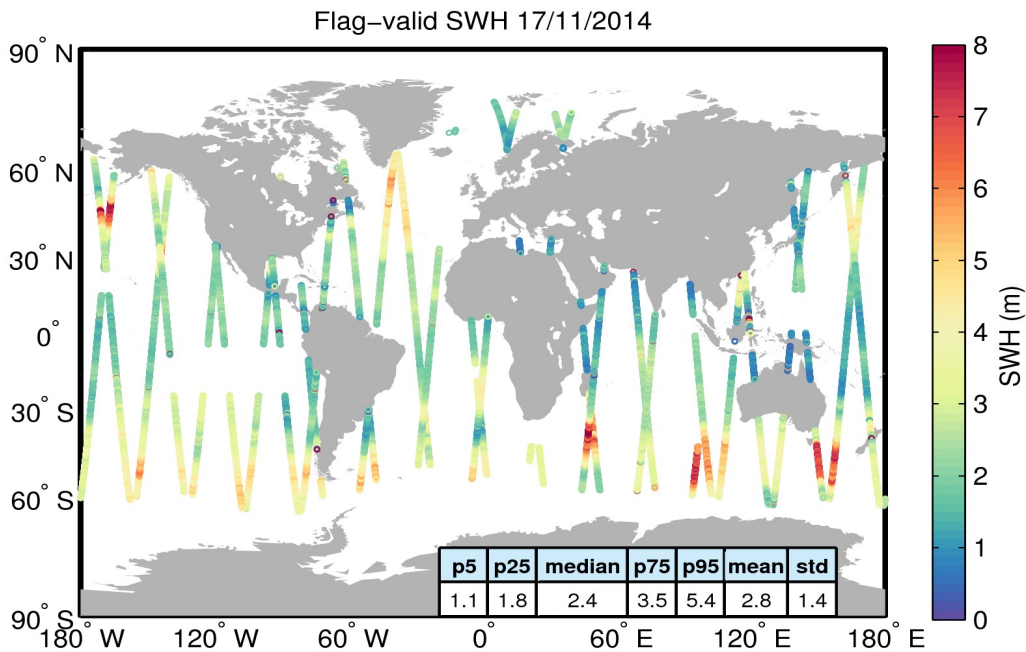 Flag−valid SWH 17/11/2014
90° N
60° N
30° N
0°
30° S
60° S
90° S
180° W
120° W
60° W
0°
60° E
120° E
180° E
p5 p25 median p75 p95 mean std
1.1 1.8 2.4 3.5 5.4 2.8 1.4
8
7
6
5
4
3
2
1
0
SWH (m)